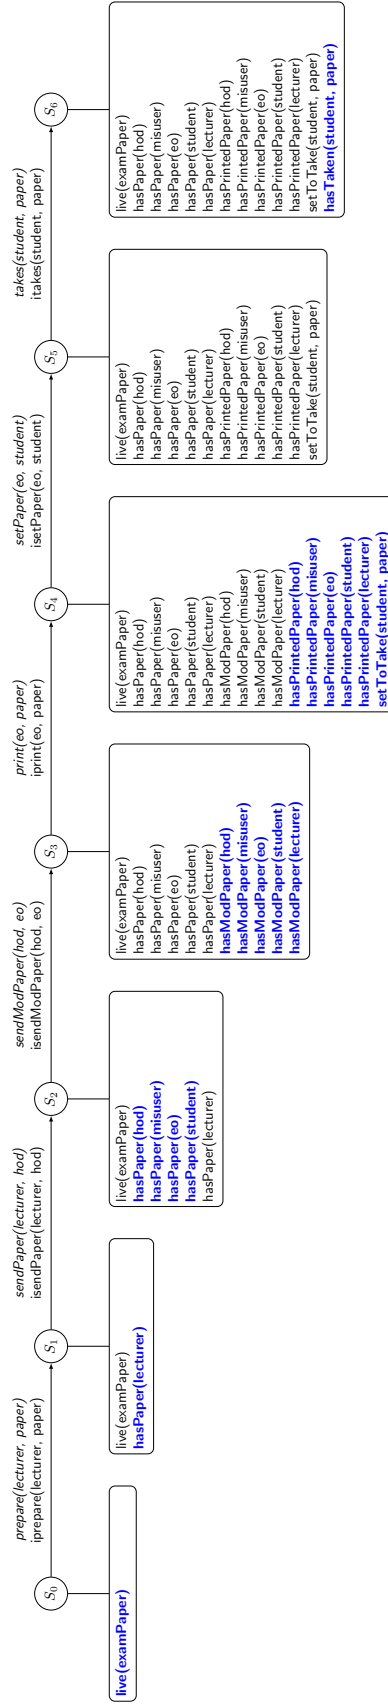 prepare(lecturer, paper)
iprepare(lecturer, paper)
sendPaper(lecturer, hod)
isendPaper(lecturer, hod)
sendModPaper(hod, eo)
isendModPaper(hod, eo)
print(eo, paper)
iprint(eo, paper)
setPaper(eo, student)
isetPaper(eo, student)
takes(student, paper)
itakes(student, paper)
S0
S1
S2
S3
S4
S5
S6
live(examPaper)
live(examPaper)
hasPaper(lecturer)
live(examPaper)
hasPaper(hod)
hasPaper(misuser)
hasPaper(eo)
hasPaper(student)
hasPaper(lecturer)
live(examPaper)
hasPaper(hod)
hasPaper(misuser)
hasPaper(eo)
hasPaper(student)
hasPaper(lecturer)
hasModPaper(hod)
hasModPaper(misuser)
hasModPaper(eo)
hasModPaper(student)
hasModPaper(lecturer)
live(examPaper)
hasPaper(hod)
hasPaper(misuser)
hasPaper(eo)
hasPaper(student)
hasPaper(lecturer)
hasModPaper(hod)
hasModPaper(misuser)
hasModPaper(student)
hasModPaper(lecturer)
hasPrintedPaper(hod)
hasPrintedPaper(misuser)
hasPrintedPaper(eo)
hasPrintedPaper(student)
hasPrintedPaper(lecturer)
setToTake(student, paper)
live(examPaper)
hasPaper(hod)
hasPaper(misuser)
hasPaper(eo)
hasPaper(student)
hasPaper(lecturer)
hasPrintedPaper(hod)
hasPrintedPaper(misuser)
hasPrintedPaper(eo)
hasPrintedPaper(student)
hasPrintedPaper(lecturer)
setToTake(student, paper)
live(examPaper)
hasPaper(hod)
hasPaper(misuser)
hasPaper(eo)
hasPaper(student)
hasPaper(lecturer)
hasPrintedPaper(hod)
hasPrintedPaper(misuser)
hasPrintedPaper(eo)
hasPrintedPaper(student)
hasPrintedPaper(lecturer)
setToTake(student, paper)
hasTaken(student, paper)